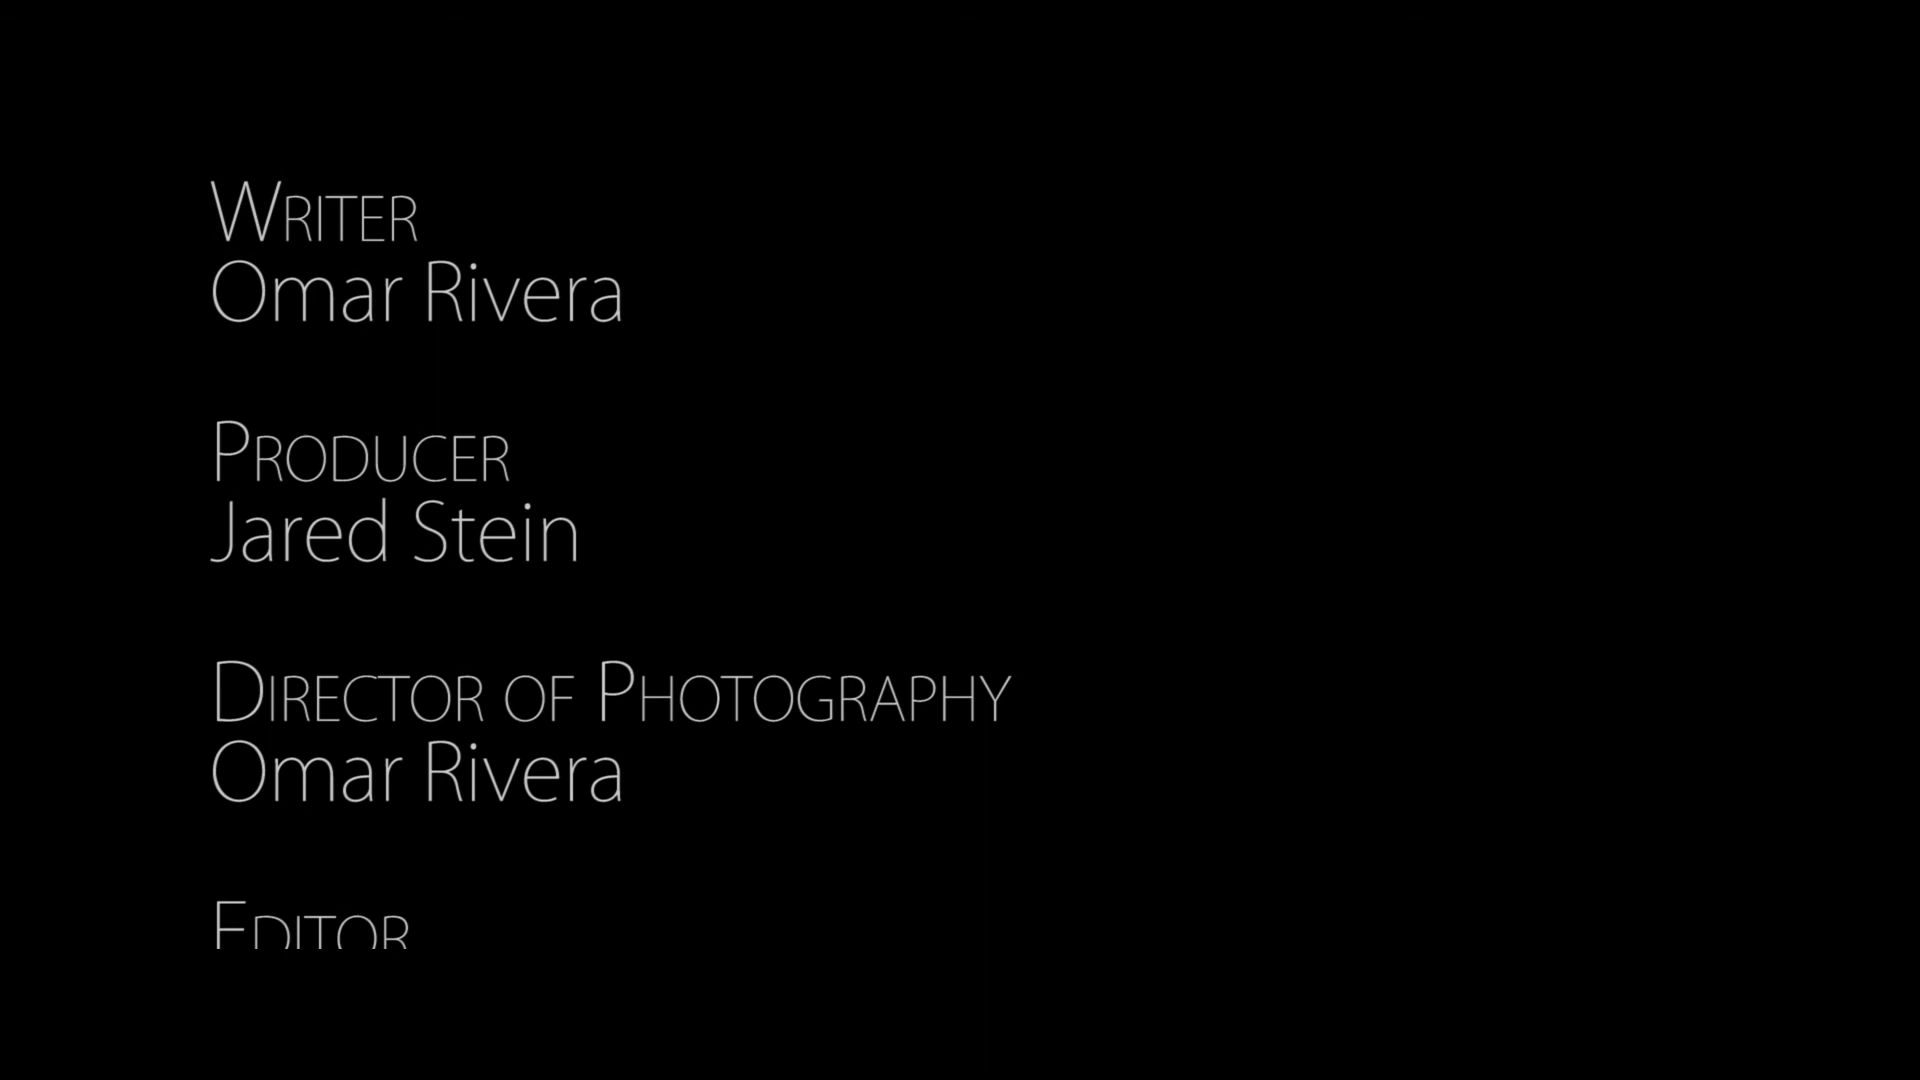 Writer
Omar Rivera
Producer
Jared Stein
Director of Photography
Omar Rivera
Editor